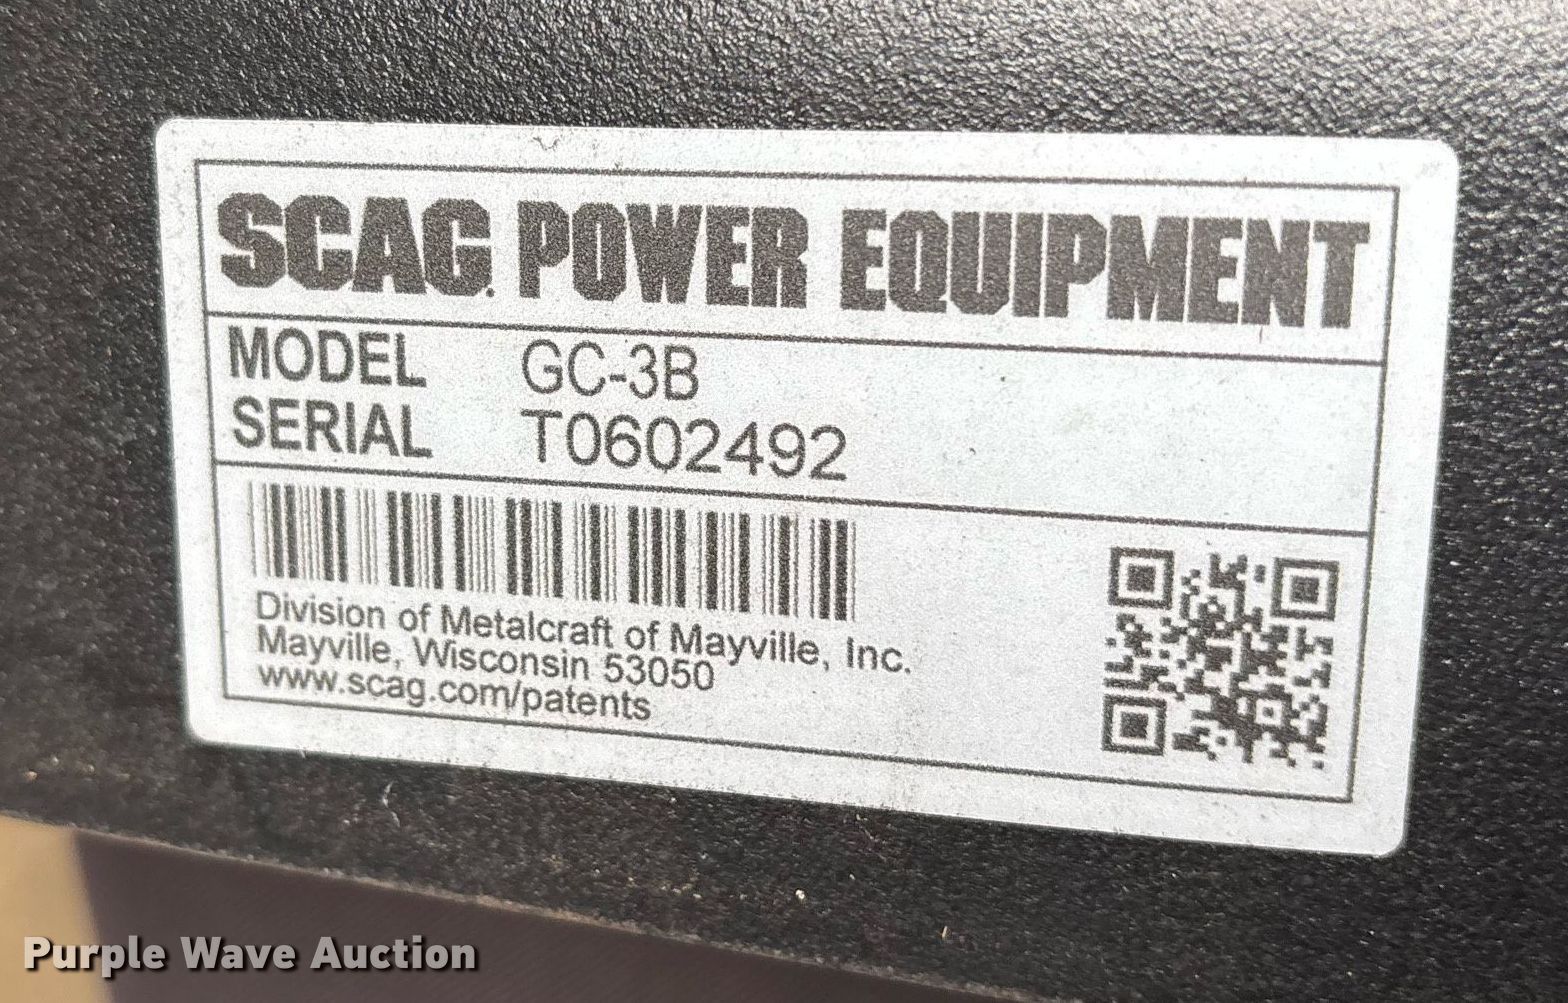 SCAG. POWER EQUIPMENT
MODEL GC-3B
SERIAL T0602492
Division of Metalcraft of Mayville, Inc.
Mayville, Wisconsin 53050
www.scag.com/patents
Purple Wave Auction